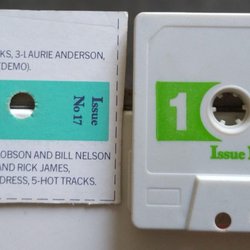 KS, 3-LAURIE ANDERSON,
DEMO).
Issue
No 17
OBSON AND BILL NELSON
AND RICK JAMES,
DRESS, 5-HOT TRACKS.
1
Issue